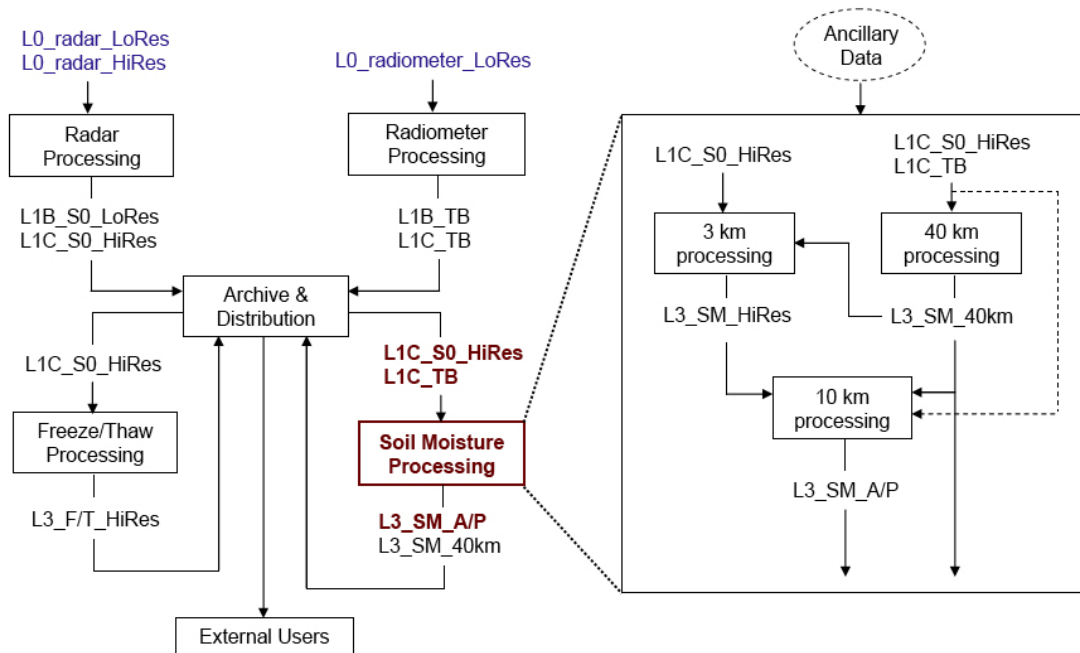 L0_radar_LoRes
L0_radar_HiRes
L0_radiometer_LoRes
Radar
Processing
Radiometer
Processing
L1B_S0_LoRes
L1C_S0_HiRes
L1B_TB
L1C_TB
Archive &
Distribution
L1C_S0_HiRes
L1C_S0_HiRes
L1C_TB
Freeze/Thaw
Processing
Soil Moisture
Processing
L3_F/T_HiRes
L3_SM_A/P
L3_SM_40km
External Users
Ancillary
Data
L1C_S0_HiRes
L1C_S0_HiRes
L1C_TB
3 km
processing
40 km
processing
L3_SM_HiRes
L3_SM_40km
10 km
processing
L3_SM_A/P